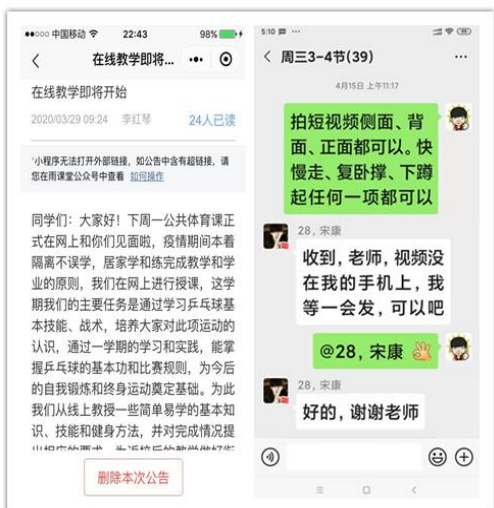 中国移动 22:43 98%
在线教学即将...
在线教学即将开始
2020/03/29 09:24 李红琴 24人已读
小程序无法打开外部链接，如公告中含有超链接，请
您在雨课堂公众号中查看 如何操作
同学们：大家好！下周一公共体育课正
式在网上和你们见面啦，疫情期间本着
隔离不误学，居家学和练完成教学和学
业的原则，我们在网上进行授课，这学
期我们的主要任务是通过学习乒乓球基
本技能、战术，培养大家对此项运动的
认识，通过一学期的学习和实践，能掌
握乒乓球的基本功和比赛规则，为今后
的自我锻炼和终身运动奠定基础。为此
我们从线上教授一些简单易学的基本知
识、技能和健身方法，并对完成情况提
删除本次公告
5:10
周三3-4节(39)
4月15日 上午11:17
拍短视频侧面、背
面、正面都可以。快
慢走、复卧撑、下蹲
起任何一项都可以
28，宋康
收到，老师，视频没
在我的手机上，我
等一会发，可以吧
@28，宋康
28，宋康
好的，谢谢老师